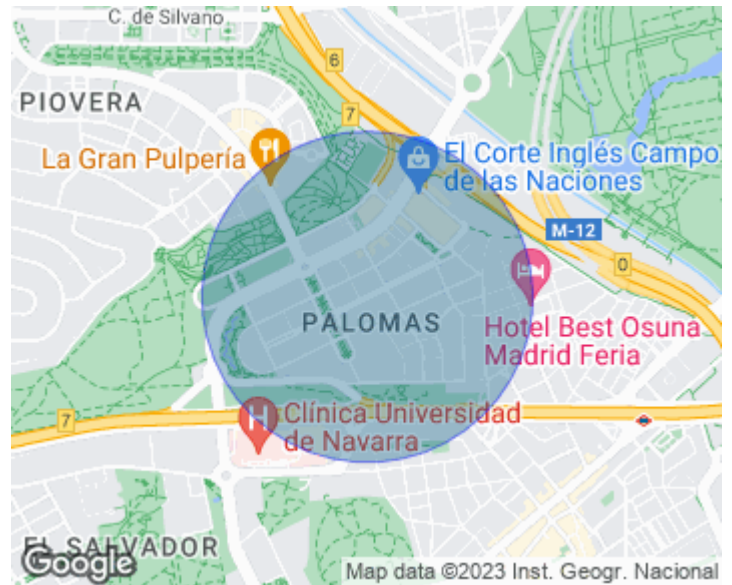 C. de Silvano
6
PIOVERA
7
La Gran Pulpería
El Corte Inglés Campo
de las Naciones
M-12
0
PALOMAS
Hotel Best Osuna
Madrid Feria
7
H
Clínica Universidad
de Navarra
EL SALVADOR
Google
Map data ©2023 Inst. Geogr. Nacional